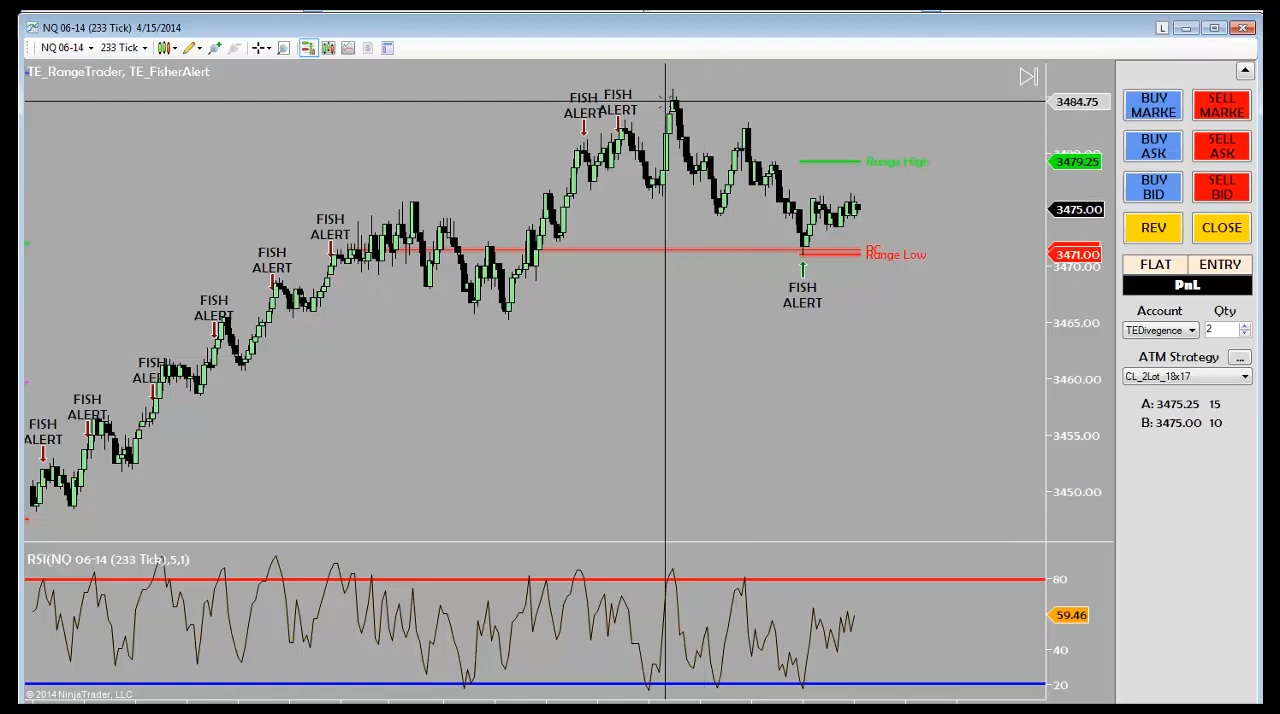 NQ 06-14 (233 Tick) 4/15/2014
L
NQ 06-14 233 Tick
TE_RangeTrader, TE_FisherAlert
FISH ALERT
FISH ALERT
FISH ALERT
FISH ALERT
FISH ALERT
FISH ALERT
FISH ALERT
FISH ALERT
FISH ALERT
Range High
Range Low
3484.75
3479.25
3475.00
3471.00
3470.00
3465.00
3460.00
3455.00
3450.00
BUY MARKE
SELL MARKE
BUY ASK
SELL ASK
BUY BID
SELL BID
REV
CLOSE
FLAT
ENTRY
PnL
Account
Qty
TEDivegence
2
ATM Strategy
...
CL_2Lot_18x17
A: 3475.25 15
B: 3475.00 10
RSI(NQ 06-14 (233 Tick),5,1)
80
59.46
40
20
© 2014 NinjaTrader, LLC